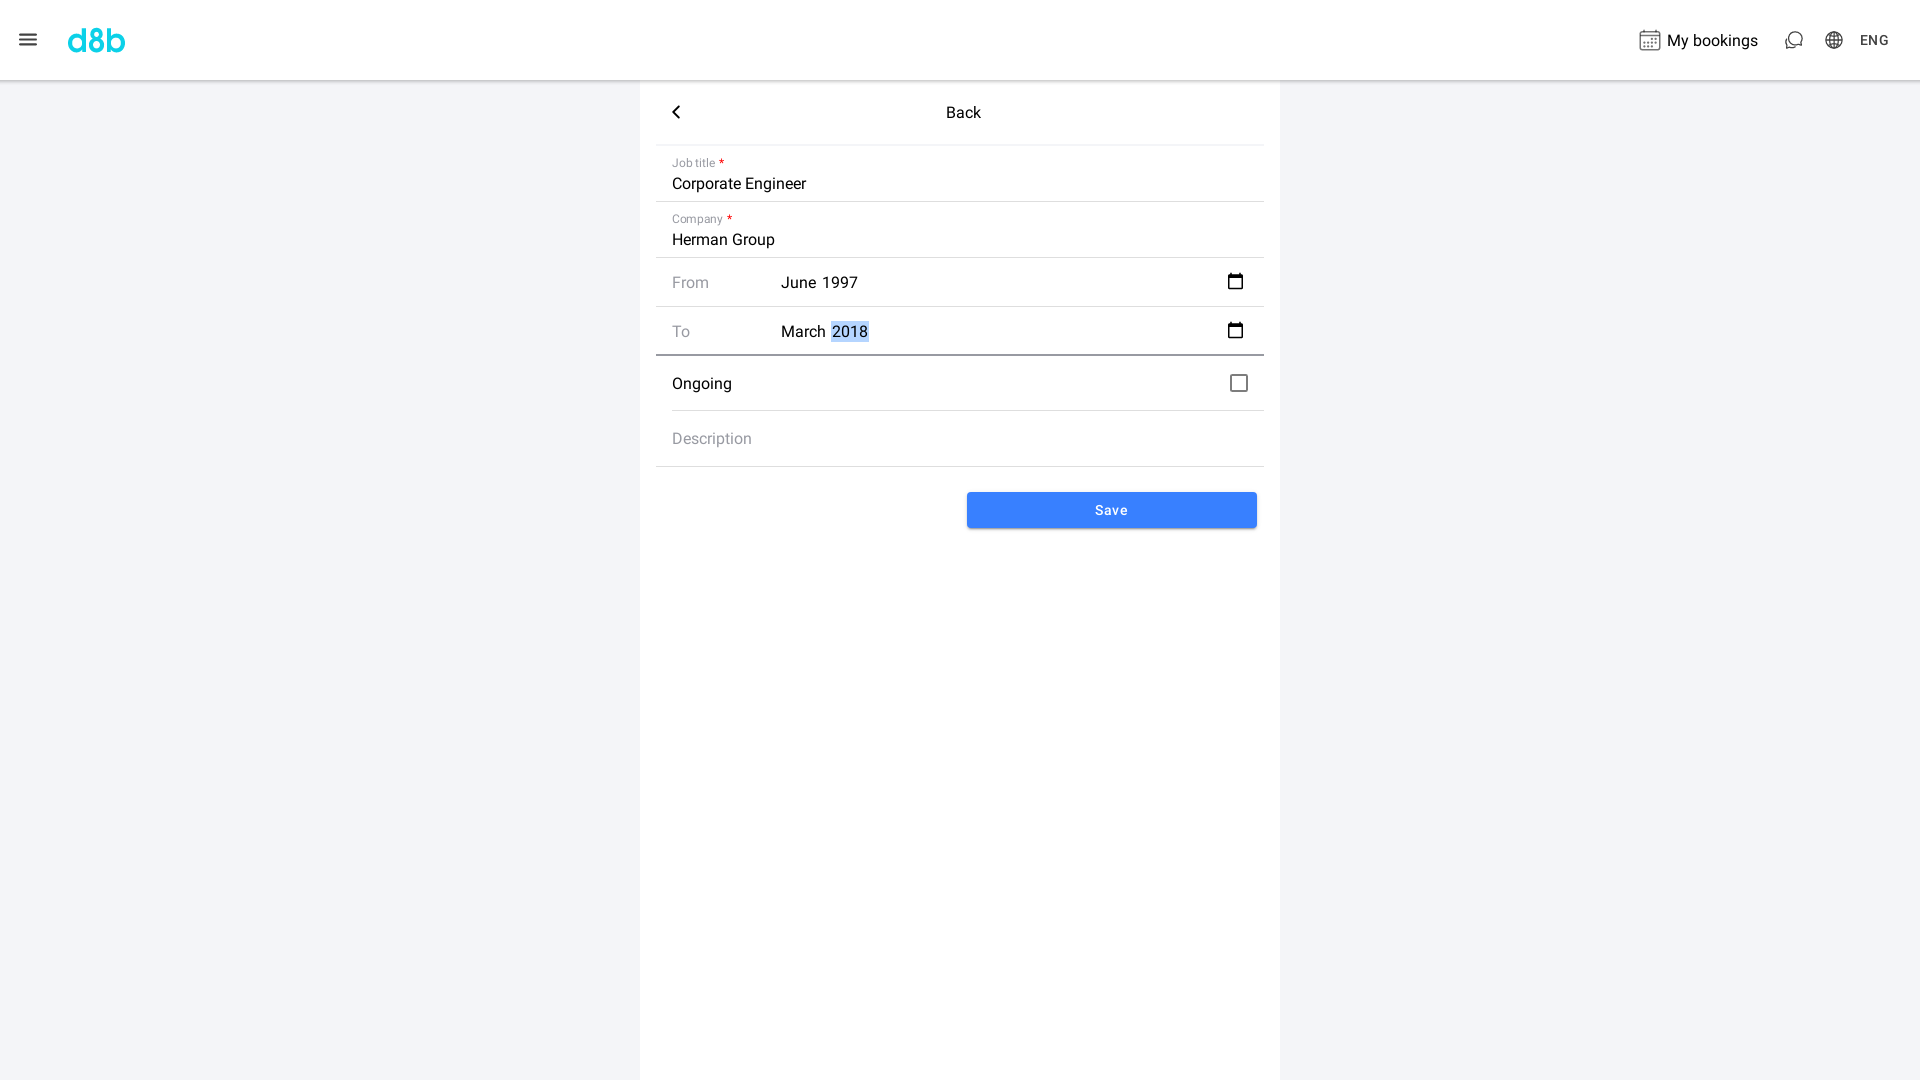 d8b
My bookings
ENG
Back
Job title *
Corporate Engineer
Company *
Herman Group
From June 1997
To March 2018
Ongoing
Description
Save